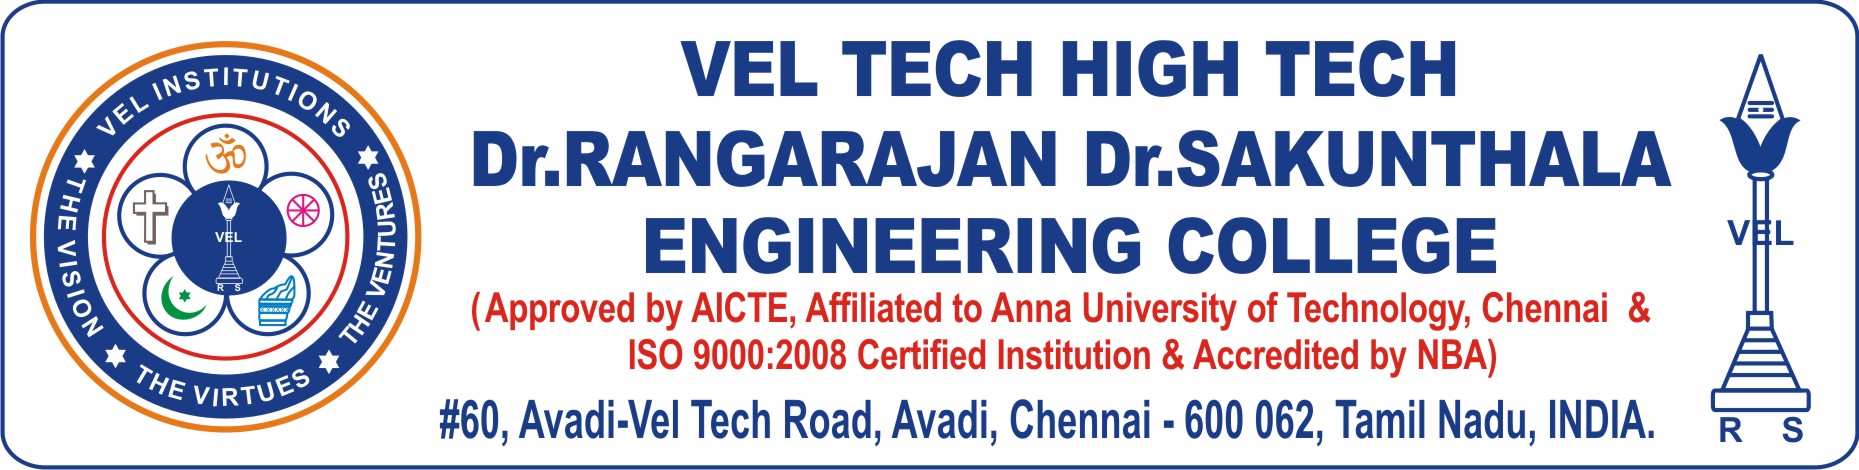 VEL INSTITUTIONS
THE VISION
THE VENTURES
THE VIRTUES
VEL
R S
VEL TECH HIGH TECH
Dr.RANGARAJAN Dr.SAKUNTHALA
ENGINEERING COLLEGE
(Approved by AICTE, Affiliated to Anna University of Technology, Chennai &
ISO 9000:2008 Certified Institution & Accredited by NBA)
#60, Avadi-Vel Tech Road, Avadi, Chennai - 600 062, Tamil Nadu, INDIA.
VEL
R S